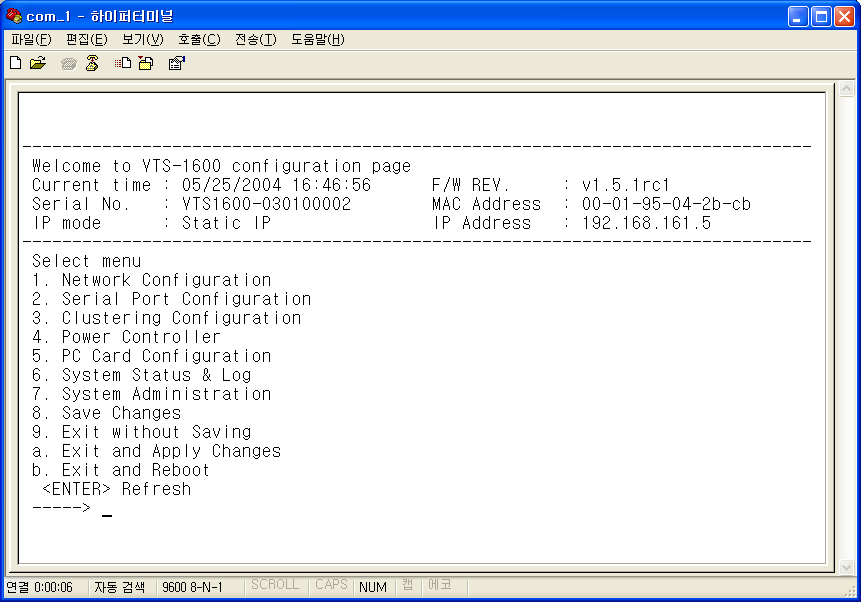 com_1 - 하이퍼터미널
파일(F) 편집(E) 보기(V) 호출(C) 전송(T) 도움말(H)
--------------------------------------------------------------------------------
Welcome to VTS-1600 configuration page
Current time : 05/25/2004 16:46:56 F/W REV. : v1.5.1rc1
Serial No. : VTS1600-030100002 MAC Address : 00-01-95-04-2b-cb
IP mode : Static IP IP Address : 192.168.161.5
--------------------------------------------------------------------------------
Select menu
1. Network Configuration
2. Serial Port Configuration
3. Clustering Configuration
4. Power Controller
5. PC Card Configuration
6. System Status & Log
7. System Administration
8. Save Changes
9. Exit without Saving
a. Exit and Apply Changes
b. Exit and Reboot
<ENTER> Refresh
-----> _
연결 0:00:06 자동 검색 9600 8-N-1 SCROLL CAPS NUM 캡 에코